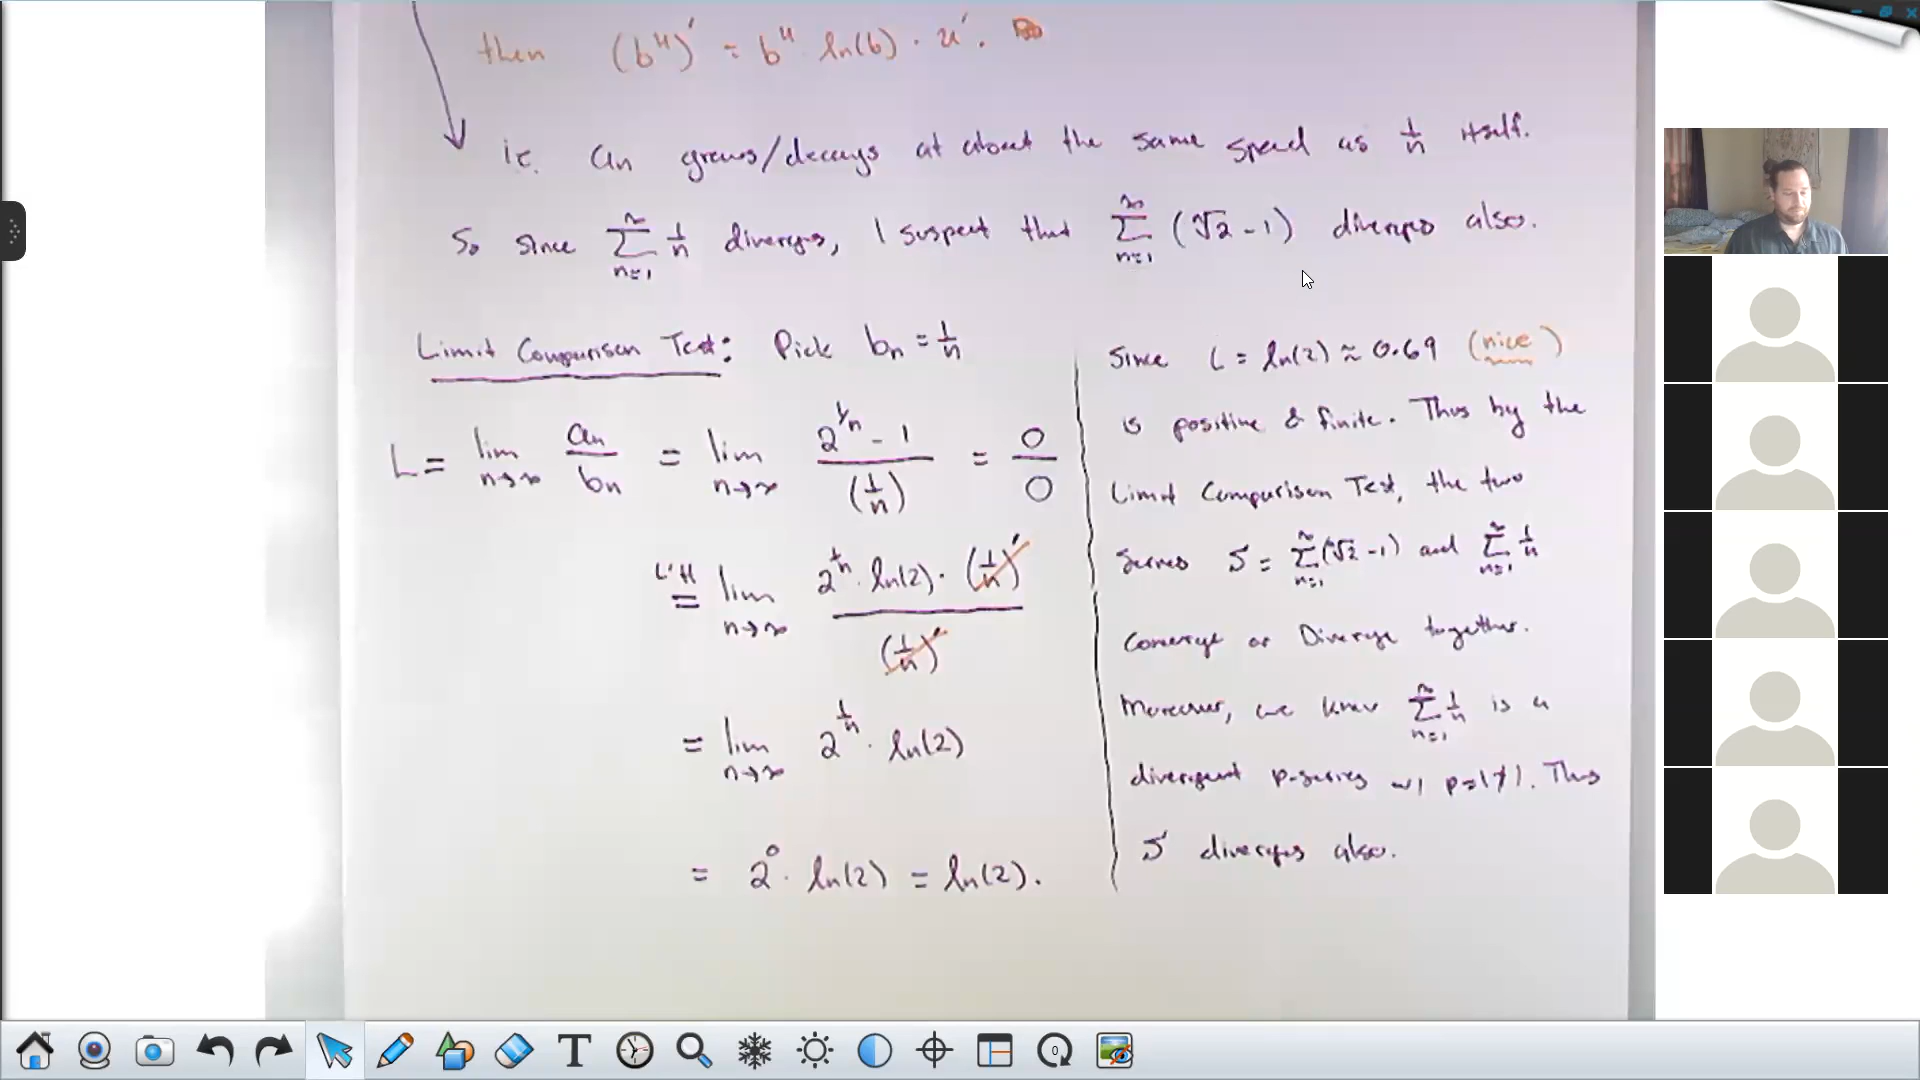 then (b^u)' = b^u ln(b) · u'.
ie. an grows/decays at about the same speed as 1/n itself.
So since ∑_{n=1}^{∞} 1/n diverges, I suspect that ∑_{n=1}^{∞} (ⁿ√2 - 1) diverges also.
Limit Comparison Test: Pick bn = 1/n
L = lim_{n→∞} an/bn = lim_{n→∞} (2^{1/n} - 1)/(1/n) = 0/0
L'H = lim_{n→∞} (2^{1/n} · ln(2) · (1/n)')/((1/n)')
= lim_{n→∞} 2^{1/n} · ln(2)
= 2^0 · ln(2) = ln(2).
Since L = ln(2) ≈ 0.69 (nice)
is positive & finite. Thus by the
Limit Comparison Test, the two
series S = ∑_{n=1}^{∞} (ⁿ√2 - 1) and ∑_{n=1}^{∞} 1/n
Converge or Diverge together.
Moreover, we know ∑_{n=1}^{∞} 1/n is a
divergent p-series w/ p=1≯1. Thus
S diverges also.
T
0